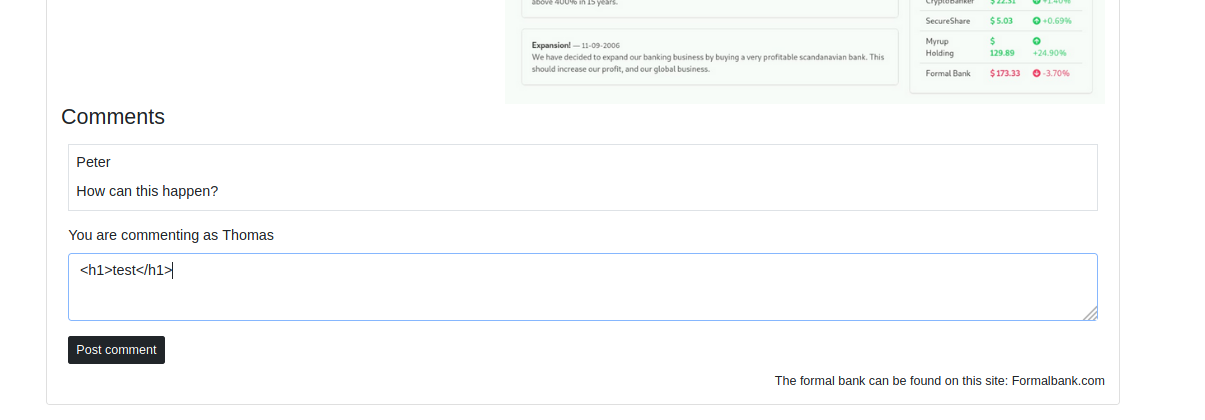 above 400% in 15 years.
CryptoBanker $ 22.51 +1.40%
SecureShare $ 5.03 +0.69%
Expansion! — 11-09-2006
We have decided to expand our banking business by buying a very profitable scandanavian bank. This
should increase our profit, and our global business.
Myrup Holding $ 129.89 +24.90%
Formal Bank $ 173.33 -3.70%
Comments
Peter
How can this happen?
You are commenting as Thomas
<h1>test</h1>
Post comment
The formal bank can be found on this site: Formalbank.com